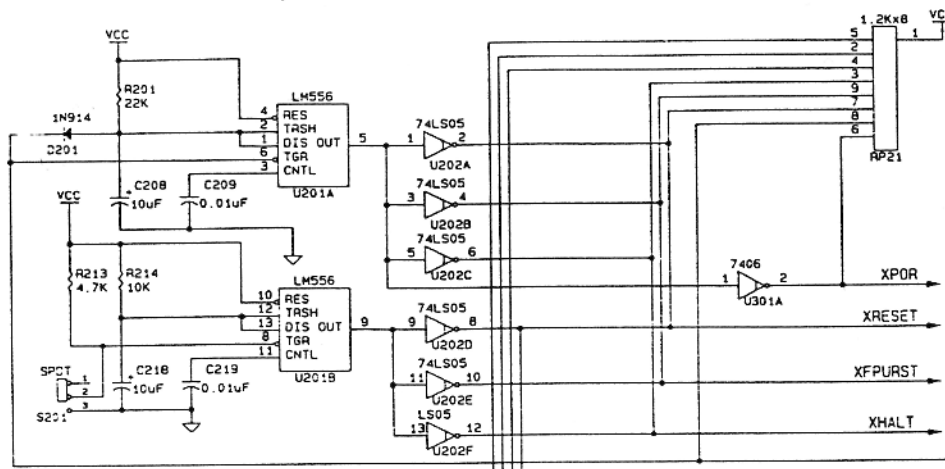 1.2Kx8
VC
VCC
5
2
4
3
9
7
8
6
1
RP21
R201
22K
LM556
1N914
D201
4
2
1
6
3
RES
TRSH
DIS OUT
TGR
CNTL
5
U201A
74LS05
1
2
U202A
C208
+
10uF
C209
0.01uF
74LS05
3
4
U202B
VCC
74LS05
5
6
U202C
R213
4.7K
R214
10K
LM556
7406
1
2
U301A
XPOR
10
12
13
8
11
RES
TRSH
DIS OUT
TGR
CNTL
9
U201B
74LS05
9
8
U202D
XRESET
SPDT
1
2
3
S201
C218
+
10uF
C219
0.01uF
74LS05
11
10
U202E
XFPURST
LS05
13
12
U202F
XHALT